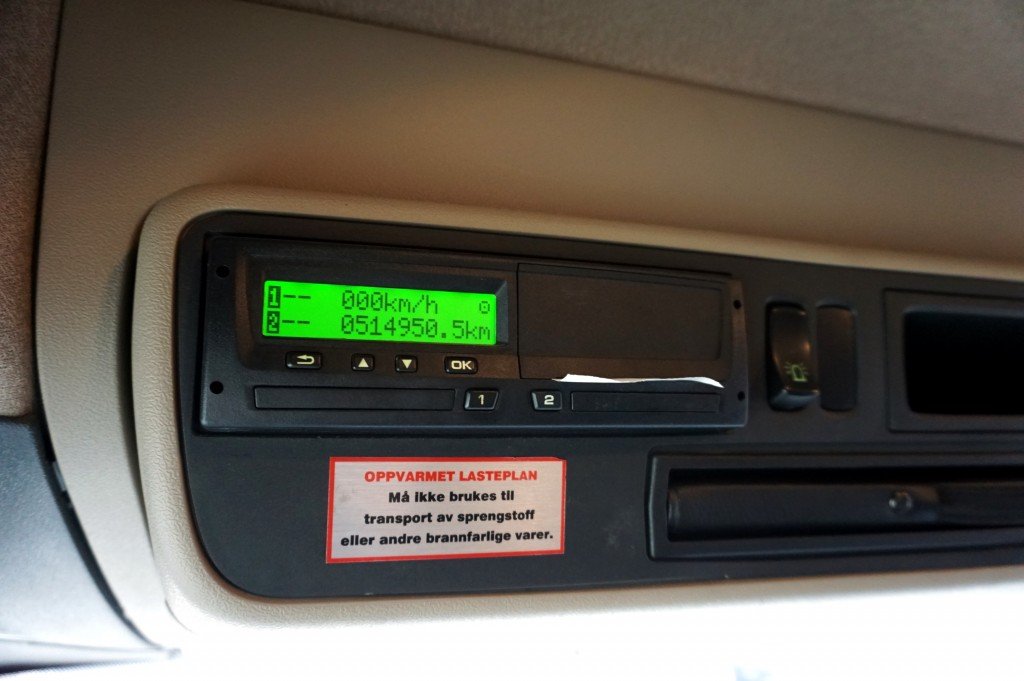 1-- 000km/h
2-- 0514950.5km
OK
1 2
OPPVARMET LASTEPLAN
Må ikke brukes til
transport av sprengstoff
eller andre brannfarlige varer.